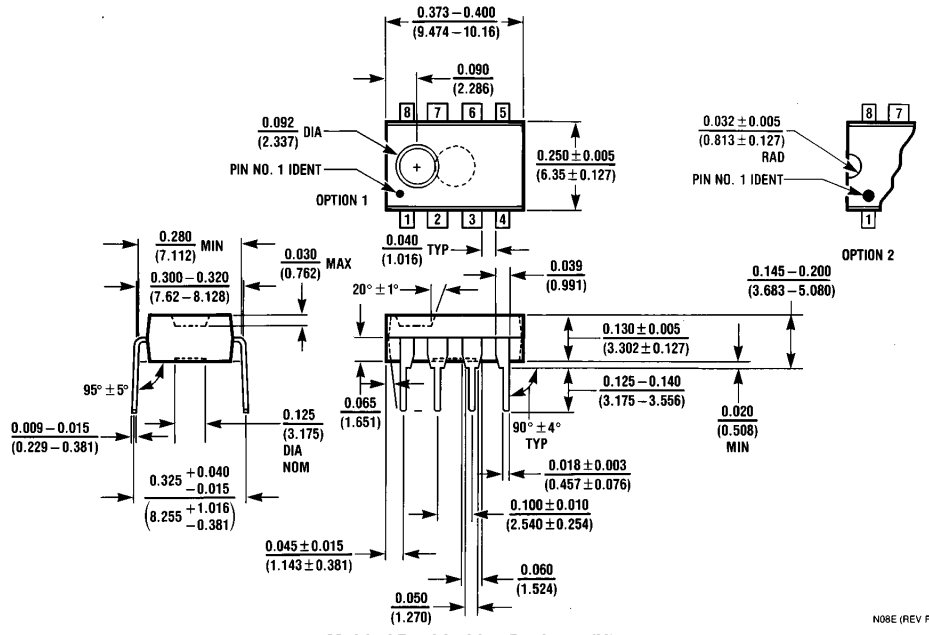 0.373 – 0.400
(9.474 – 10.16)
0.090
(2.286)
8 7 6 5
0.092 DIA
(2.337)
PIN NO. 1 IDENT
OPTION 1
1 2 3 4
0.250 ± 0.005
(6.35 ± 0.127)
8 7
0.032 ± 0.005
(0.813 ± 0.127)
RAD
PIN NO. 1 IDENT
1
OPTION 2
0.280 MIN
(7.112)
0.300 – 0.320
(7.62 – 8.128)
0.030 MAX
(0.762)
0.040 TYP
(1.016)
0.039
(0.991)
20° ± 1°
0.145 – 0.200
(3.683 – 5.080)
0.130 ± 0.005
(3.302 ± 0.127)
0.125 – 0.140
(3.175 – 3.556)
0.020
(0.508)
MIN
95° ± 5°
0.009 – 0.015
(0.229 – 0.381)
0.125
(3.175)
DIA
NOM
0.065
(1.651)
90° ± 4°
TYP
0.325 +0.040
–0.015
(8.255 +1.016
–0.381)
0.018 ± 0.003
(0.457 ± 0.076)
0.100 ± 0.010
(2.540 ± 0.254)
0.045 ± 0.015
(1.143 ± 0.381)
0.060
(1.524)
0.050
(1.270)
N08E (REV F